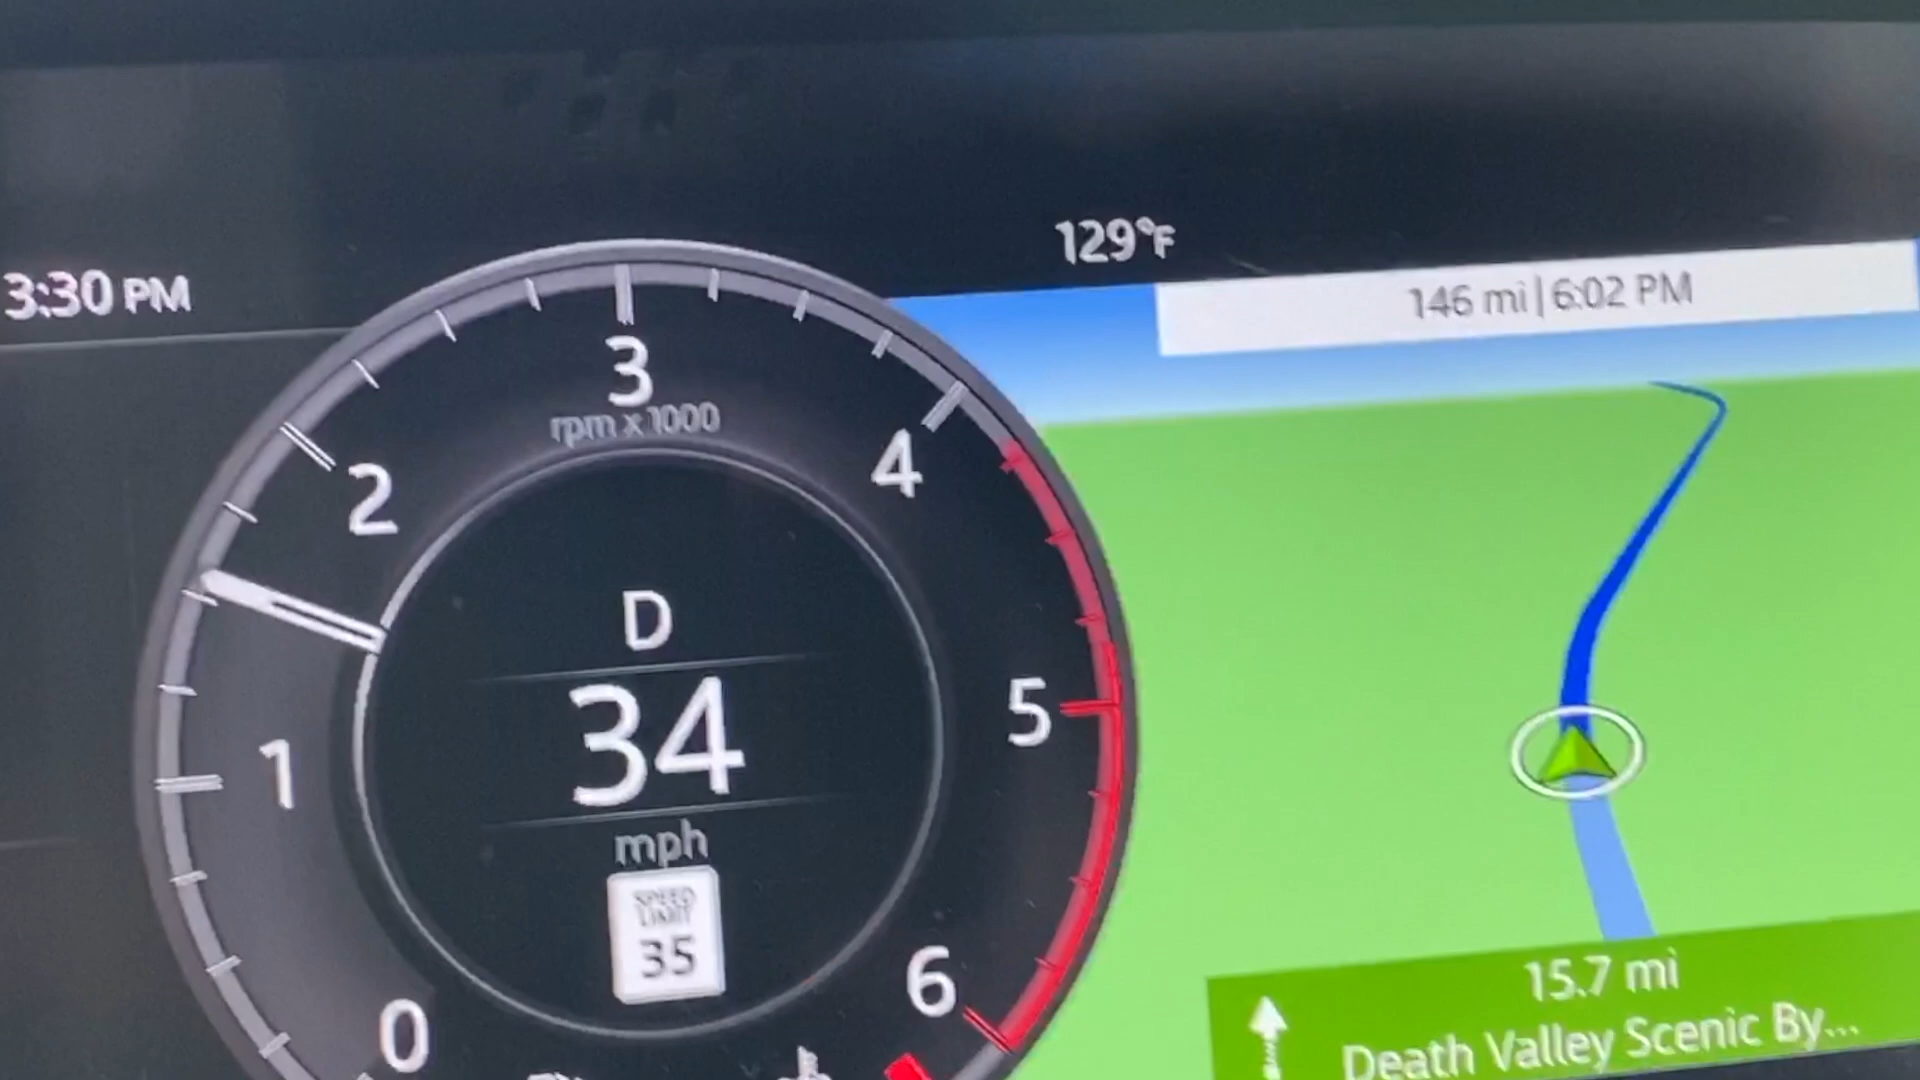 129°F
3:30 PM
146 mi | 6:02 PM
3
rpm x 1000
2
4
D
34
mph
1
5
SPEED
LIMIT
35
6
0
15.7 mi
Death Valley Scenic By...